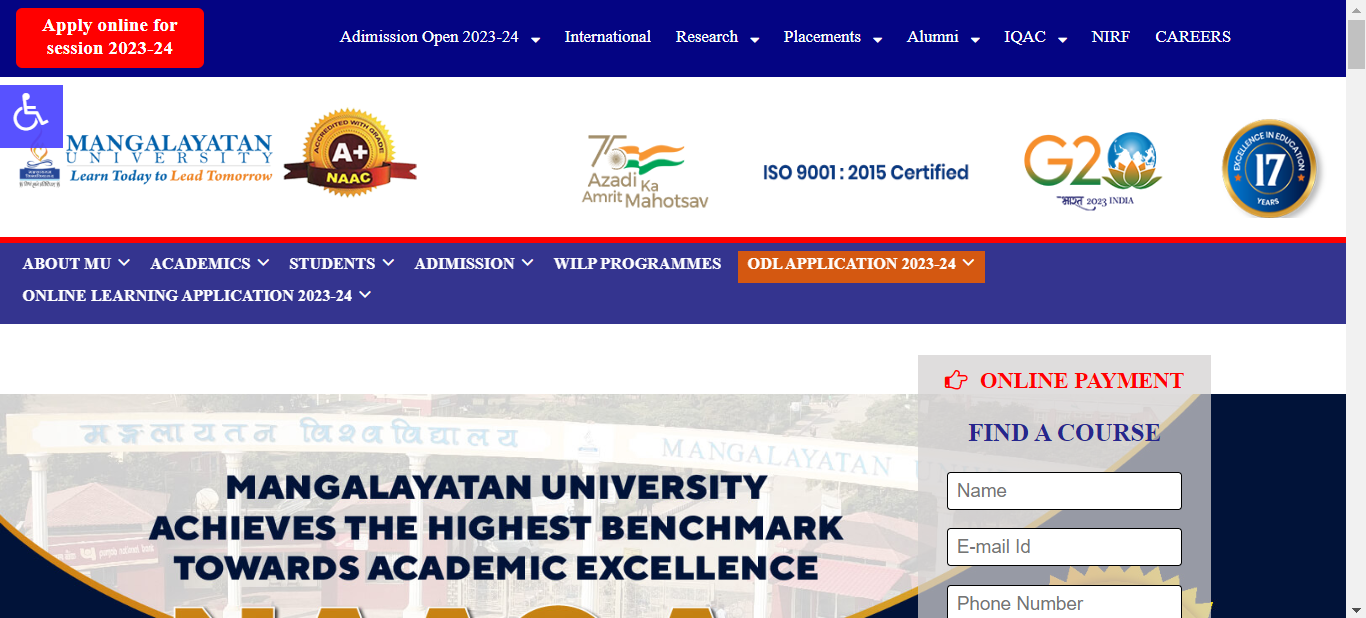 Apply online for
session 2023-24
Adimission Open 2023-24
International
Research
Placements
Alumni
IQAC
NIRF
CAREERS
MANGALAYATAN
UNIVERSITY
Learn Today to Lead Tomorrow
ACCREDITED WITH GRADE
A+
NAAC
75
Azadi Ka
Amrit Mahotsav
ISO 9001 : 2015 Certified
G20
भारत 2023 INDIA
EXCELLENCE IN EDUCATION
17
YEARS
ABOUT MU
ACADEMICS
STUDENTS
ADIMISSION
WILP PROGRAMMES
ODL APPLICATION 2023-24
ONLINE LEARNING APPLICATION 2023-24
ONLINE PAYMENT
FIND A COURSE
Name
E-mail Id
Phone Number
मङ्गलायतन विश्वविद्यालय
MANGALAYATAN
punjab national bank
MANGALAYATAN UNIVERSITY
ACHIEVES THE HIGHEST BENCHMARK
TOWARDS ACADEMIC EXCELLENCE